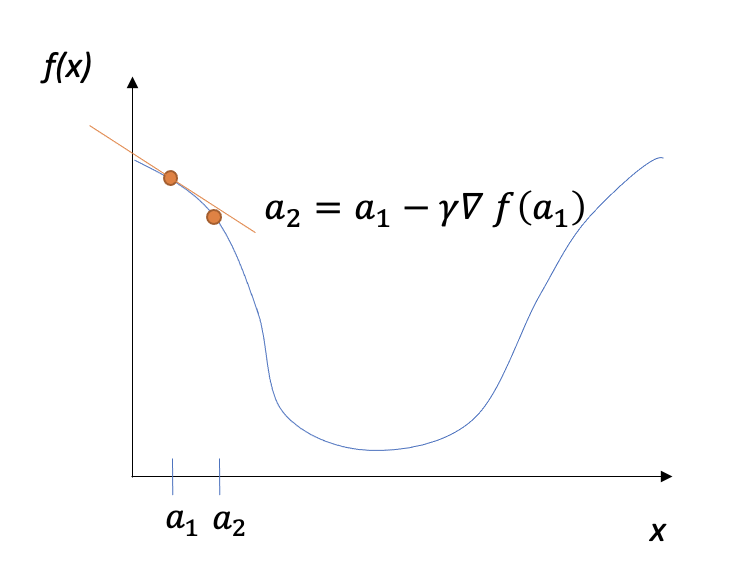 f(x)
a₂ = a₁ − γ∇ f(a₁)
a₁ a₂
x